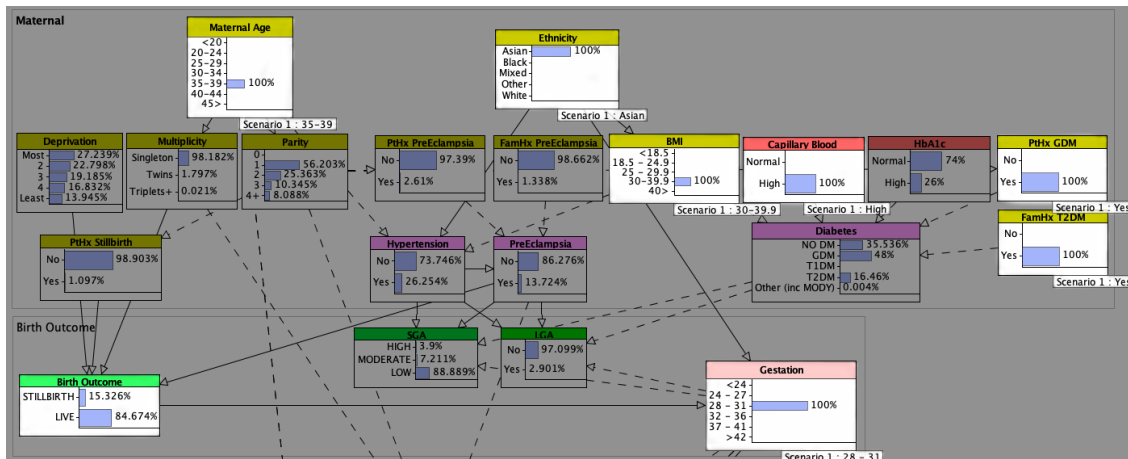 Maternal
Maternal Age
<20
20-24
25-29
30-34
35-39 100%
40-44
45>
Scenario 1 : 35-39
Ethnicity
Asian 100%
Black
Mixed
Other
White
Scenario 1 : Asian
Deprivation
Most 27.239%
2 22.798%
3 19.185%
4 16.832%
Least 13.945%
Multiplicity
Singleton 98.182%
Twins 1.797%
Triplets+ 0.021%
Parity
0
1 56.203%
2 25.363%
3 10.345%
4+ 8.088%
PtHx PreEclampsia
No 97.39%
Yes 2.61%
FamHx PreEclampsia
No 98.662%
Yes 1.338%
BMI
<18.5
18.5 - 24.9
25 - 29.9
30-39.9 100%
40>
Scenario 1 : 30-39.9
Capillary Blood
Normal
High 100%
Scenario 1 : High
HbA1c
Normal 74%
High 26%
PtHx GDM
No
Yes 100%
Scenario 1 : Yes
FamHx T2DM
No
Yes 100%
Scenario 1 : Yes
PtHx Stillbirth
No 98.903%
Yes 1.097%
Hypertension
No 73.746%
Yes 26.254%
PreEclampsia
No 86.276%
Yes 13.724%
Diabetes
NO DM 35.536%
GDM 48%
T1DM
T2DM 16.46%
Other (inc MODY) 0.004%
Birth Outcome
SGA
HIGH 3.9%
MODERATE 7.211%
LOW 88.889%
LGA
No 97.099%
Yes 2.901%
Birth Outcome
STILLBIRTH 15.326%
LIVE 84.674%
Gestation
<24
24 - 27
28 - 31 100%
32 - 36
37 - 41
>42
Scenario 1 : 28 - 31